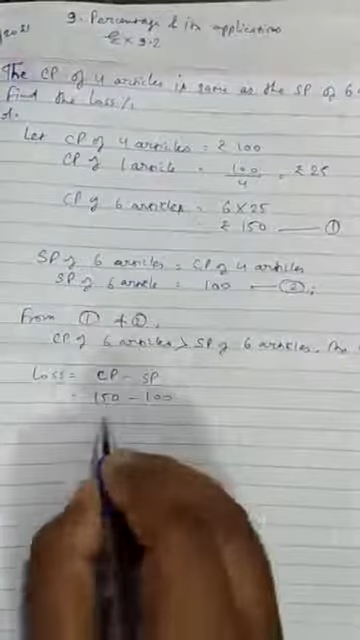 2021
9. Percentage & its applications
Ex 9.2
The CP of 4 articles is same as the SP of 6
Find the loss%.
Let CP of 4 articles = ₹ 100
CP of 1 article = 100/4 = ₹ 25
CP of 6 articles = 6 × 25
₹ 150 —— ①
SP of 6 articles = CP of 4 articles
SP of 6 article = 100 —— ②
From ① & ②,
CP of 6 articles > SP of 6 articles.
Loss = CP - SP
= 150 - 100